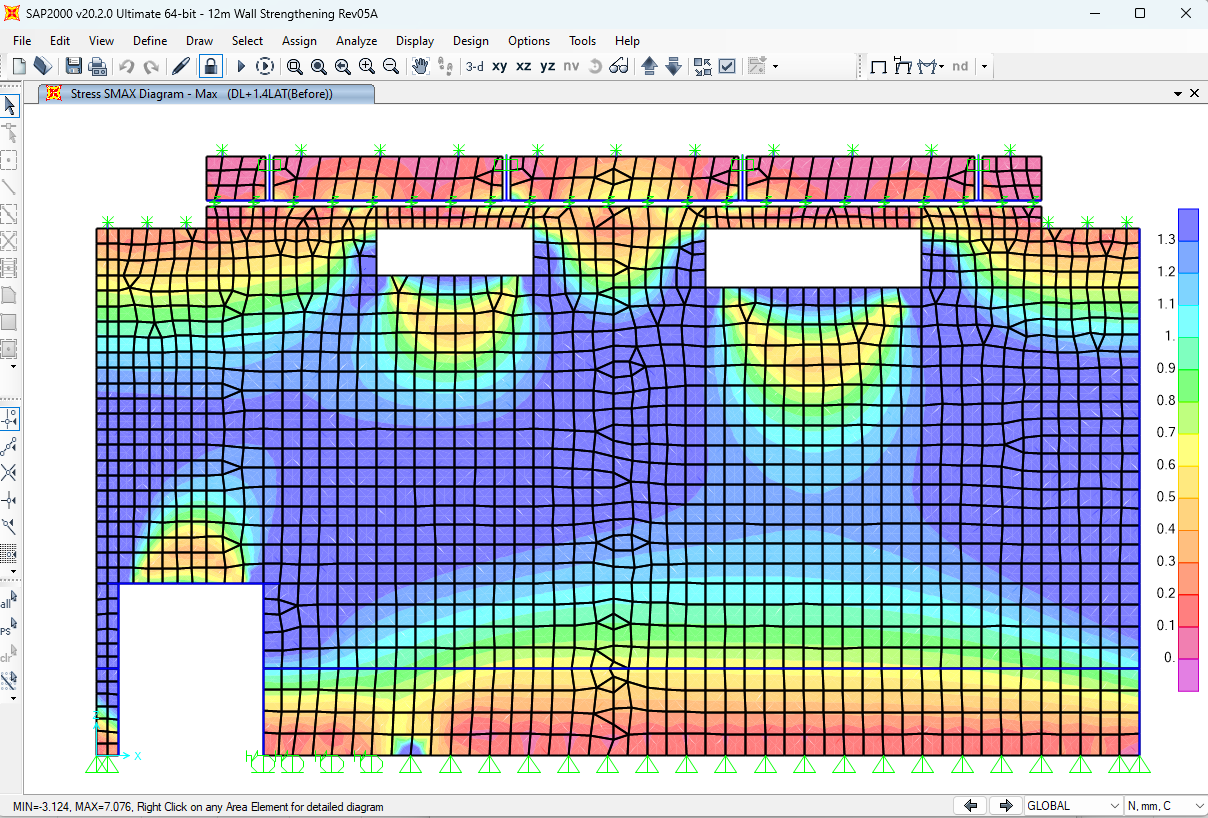 SAP2000 v20.2.0 Ultimate 64-bit - 12m Wall Strengthening Rev05A
File Edit View Define Draw Select Assign Analyze Display Design Options Tools Help
3-d xy xz yz nv nd
Stress SMAX Diagram - Max (DL+1.4LAT(Before))
1.3
1.2
1.1
1.
0.9
0.8
0.7
0.6
0.5
0.4
0.3
0.2
0.1
0.
all
PS
clr
X
MIN=-3.124, MAX=7.076, Right Click on any Area Element for detailed diagram
GLOBAL
N, mm, C